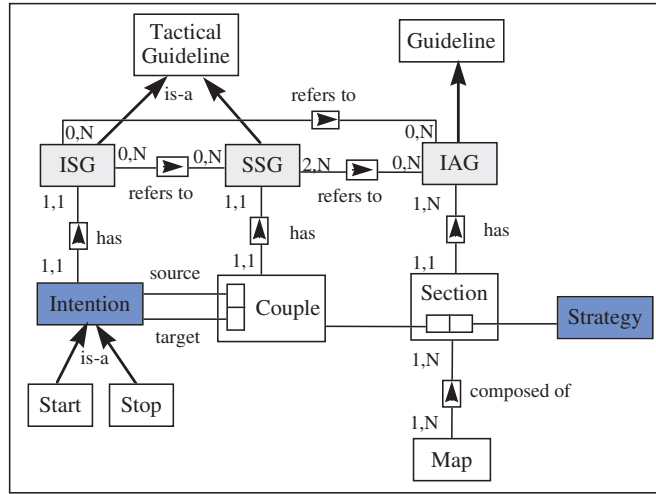 Tactical
Guideline
Guideline
is-a
refers to
0,N
0,N
ISG
0,N
0,N
SSG
2,N
0,N
IAG
refers to
refers to
1,1
1,1
1,N
has
has
has
1,1
1,1
1,1
source
Intention
Couple
Section
Strategy
target
is-a
1,N
Start
Stop
composed of
1,N
Map